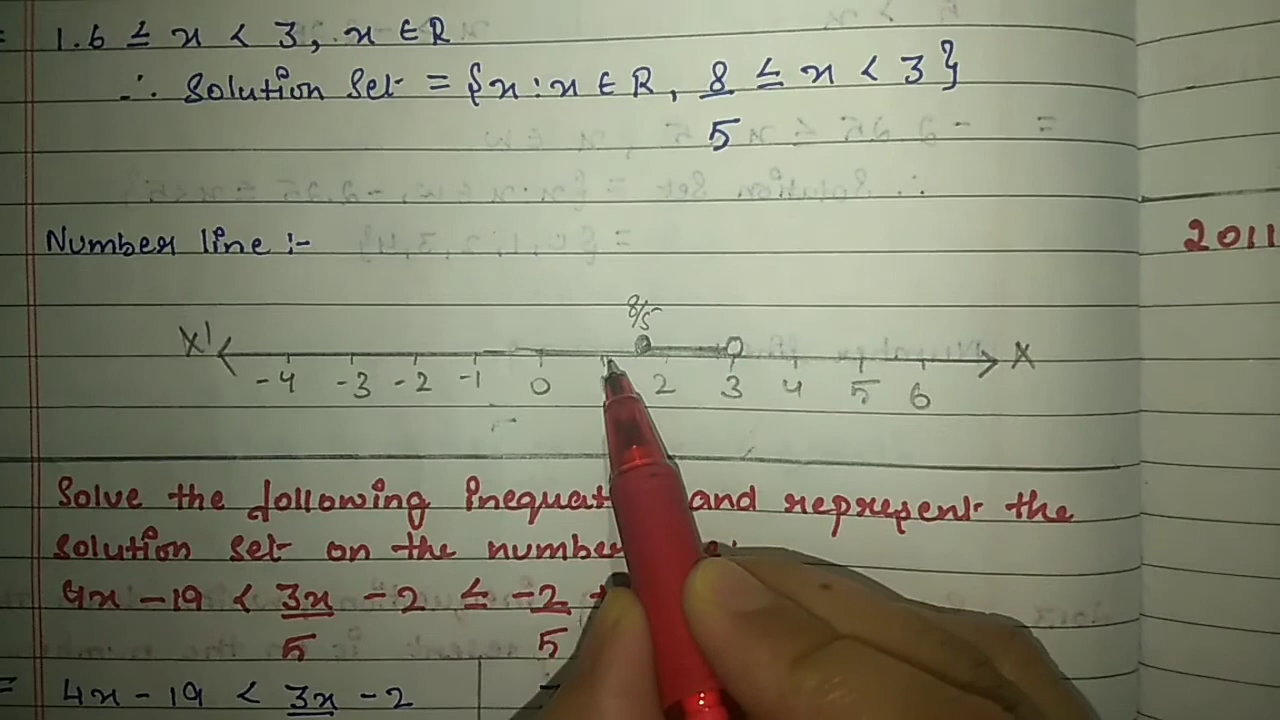 = 1.6 ≤ x < 3, x ∈ R
∴ Solution Set = {x : x ∈ R, 8/5 ≤ x < 3}
Number line :-
2011
8/5
X' X
-4 -3 -2 -1 0 2 3 4 5 6
Solve the following inequat and represent the
solution set on the number
4x - 19 < 3x/5 - 2 ≤ -2/5 +
= 4x - 19 < 3x - 2